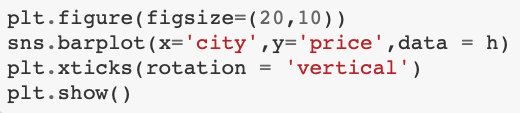 plt.figure(figsize=(20,10))
sns.barplot(x='city',y='price',data = h)
plt.xticks(rotation = 'vertical')
plt.show()